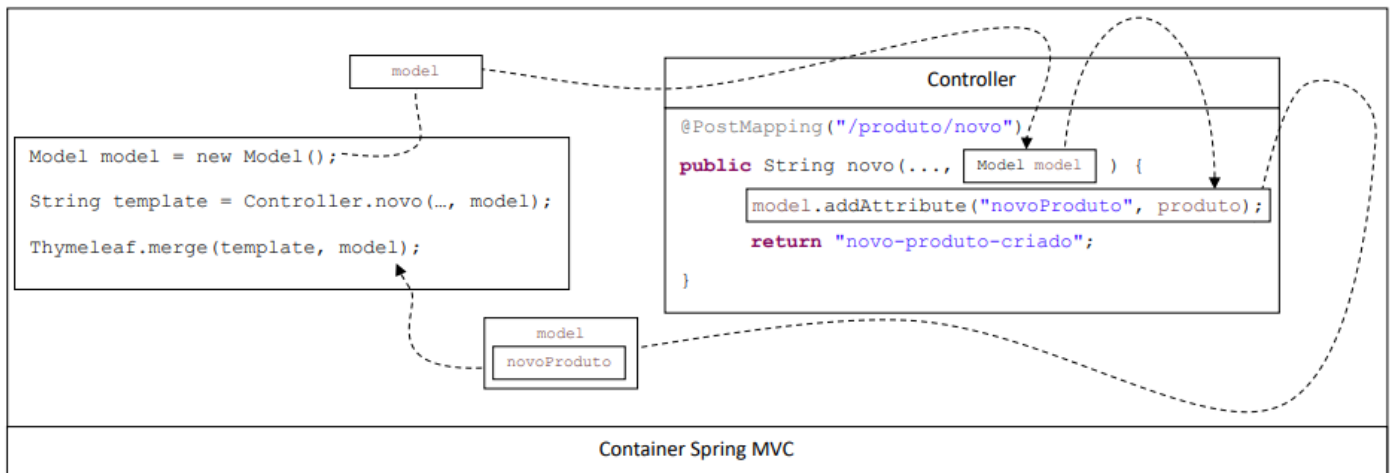 model
Model model = new Model();
String template = Controller.novo(…, model);
Thymeleaf.merge(template, model);
model
novoProduto
Controller
@PostMapping("/produto/novo")
public String novo(..., Model model ) {
model.addAttribute("novoProduto", produto);
return "novo-produto-criado";
}
Container Spring MVC